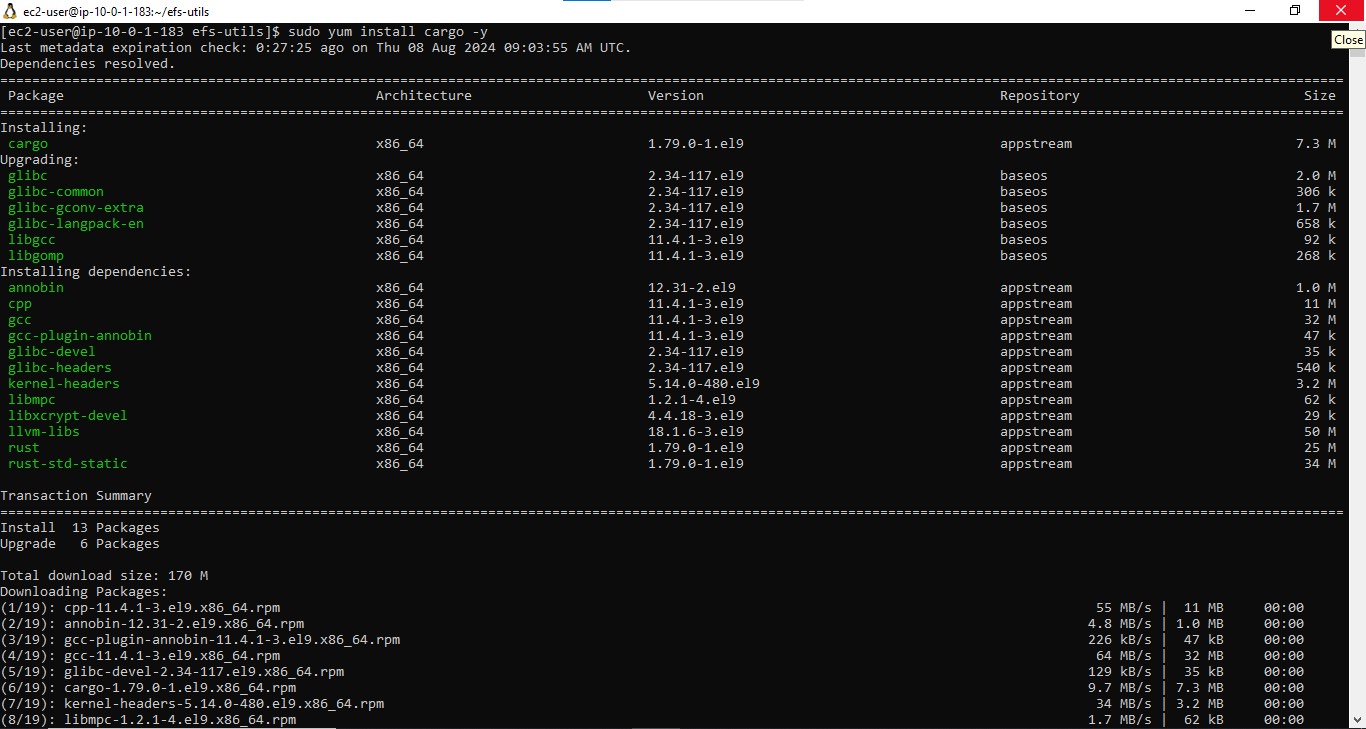 ec2-user@ip-10-0-1-183:~/efs-utils
Close
[ec2-user@ip-10-0-1-183 efs-utils]$ sudo yum install cargo -y
Last metadata expiration check: 0:27:25 ago on Thu 08 Aug 2024 09:03:55 AM UTC.
Dependencies resolved.
================================================================================
Package Architecture Version Repository Size
================================================================================
Installing:
cargo x86_64 1.79.0-1.el9 appstream 7.3 M
Upgrading:
glibc x86_64 2.34-117.el9 baseos 2.0 M
glibc-common x86_64 2.34-117.el9 baseos 306 k
glibc-gconv-extra x86_64 2.34-117.el9 baseos 1.7 M
glibc-langpack-en x86_64 2.34-117.el9 baseos 658 k
libgcc x86_64 11.4.1-3.el9 baseos 92 k
libgomp x86_64 11.4.1-3.el9 baseos 268 k
Installing dependencies:
annobin x86_64 12.31-2.el9 appstream 1.0 M
cpp x86_64 11.4.1-3.el9 appstream 11 M
gcc x86_64 11.4.1-3.el9 appstream 32 M
gcc-plugin-annobin x86_64 11.4.1-3.el9 appstream 47 k
glibc-devel x86_64 2.34-117.el9 appstream 35 k
glibc-headers x86_64 2.34-117.el9 appstream 540 k
kernel-headers x86_64 5.14.0-480.el9 appstream 3.2 M
libmpc x86_64 1.2.1-4.el9 appstream 62 k
libxcrypt-devel x86_64 4.4.18-3.el9 appstream 29 k
llvm-libs x86_64 18.1.6-3.el9 appstream 50 M
rust x86_64 1.79.0-1.el9 appstream 25 M
rust-std-static x86_64 1.79.0-1.el9 appstream 34 M
Transaction Summary
================================================================================
Install 13 Packages
Upgrade 6 Packages
Total download size: 170 M
Downloading Packages:
(1/19): cpp-11.4.1-3.el9.x86_64.rpm 55 MB/s | 11 MB 00:00
(2/19): annobin-12.31-2.el9.x86_64.rpm 4.8 MB/s | 1.0 MB 00:00
(3/19): gcc-plugin-annobin-11.4.1-3.el9.x86_64.rpm 226 kB/s | 47 kB 00:00
(4/19): gcc-11.4.1-3.el9.x86_64.rpm 64 MB/s | 32 MB 00:00
(5/19): glibc-devel-2.34-117.el9.x86_64.rpm 129 kB/s | 35 kB 00:00
(6/19): cargo-1.79.0-1.el9.x86_64.rpm 9.7 MB/s | 7.3 MB 00:00
(7/19): kernel-headers-5.14.0-480.el9.x86_64.rpm 34 MB/s | 3.2 MB 00:00
(8/19): libmpc-1.2.1-4.el9.x86_64.rpm 1.7 MB/s | 62 kB 00:00